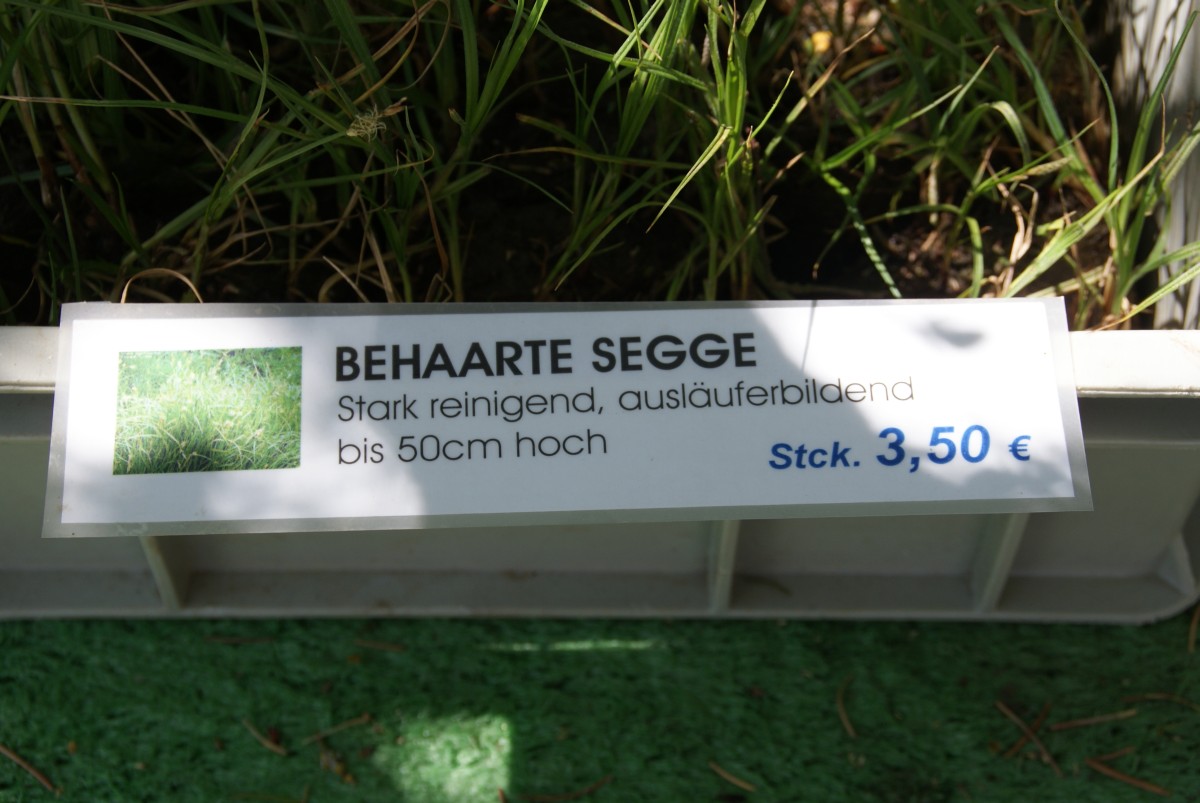 BEHAARTE SEGGE
Stark reinigend, ausläuferbildend
bis 50cm hoch
Stck. 3,50 €